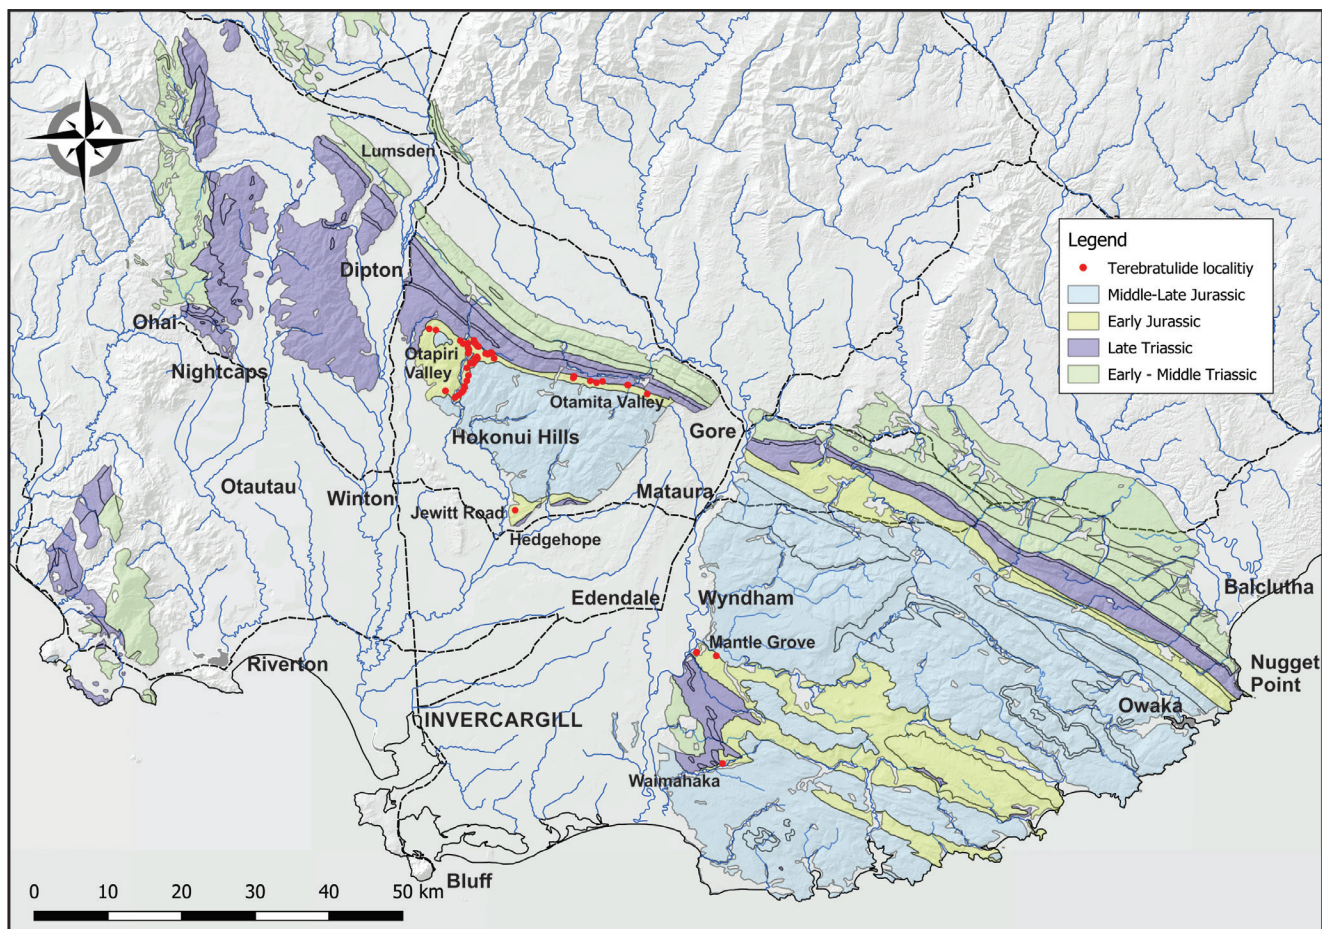 Lumsden
Legend
Terebratulide localitiy
Middle-Late Jurassic
Early Jurassic
Late Triassic
Early - Middle Triassic
Dipton
Ohai
Nightcaps
Otapiri
Valley
Otamita Valley
Hokonui Hills
Gore
Otautau
Winton
Mataura
Jewitt Road
Hedgehope
Edendale
Wyndham
Balclutha
Mantle Grove
Riverton
Nugget
Point
Owaka
INVERCARGILL
Waimahaka
Bluff
0 10 20 30 40 50 km